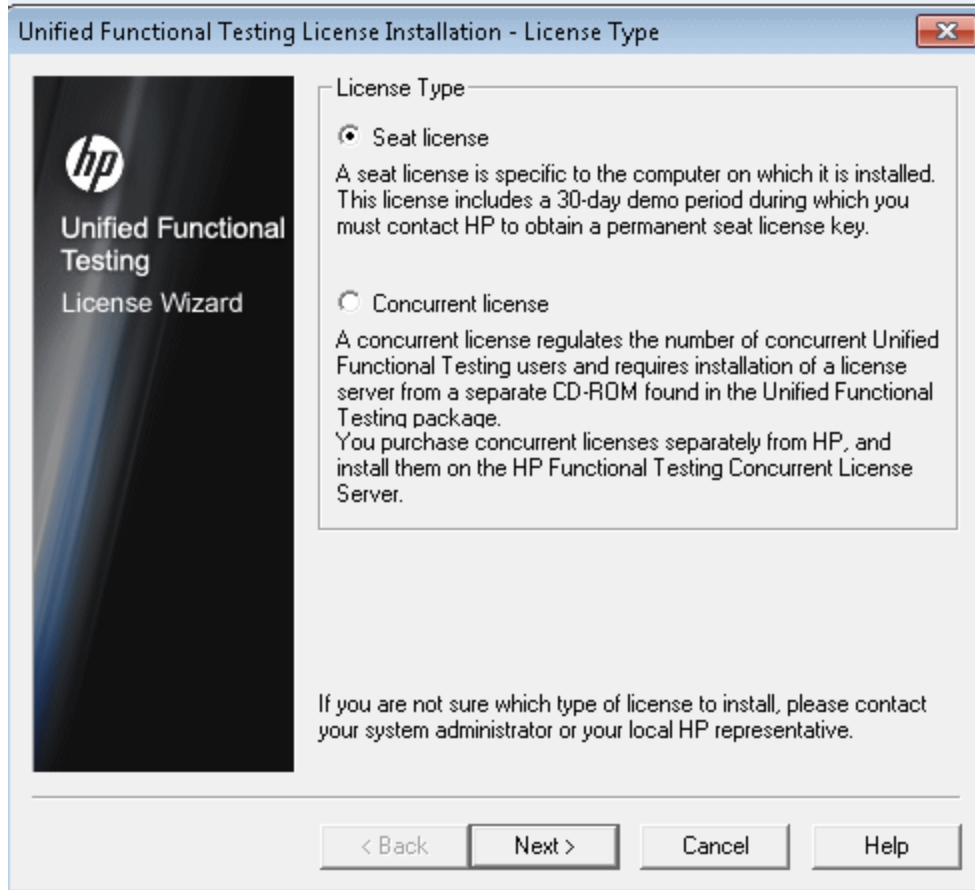 Unified Functional Testing License Installation - License Type
hp
Unified Functional
Testing
License Wizard
License Type
Seat license
A seat license is specific to the computer on which it is installed.
This license includes a 30-day demo period during which you
must contact HP to obtain a permanent seat license key.
Concurrent license
A concurrent license regulates the number of concurrent Unified
Functional Testing users and requires installation of a license
server from a separate CD-ROM found in the Unified Functional
Testing package.
You purchase concurrent licenses separately from HP, and
install them on the HP Functional Testing Concurrent License
Server.
If you are not sure which type of license to install, please contact
your system administrator or your local HP representative.
< Back
Next >
Cancel
Help